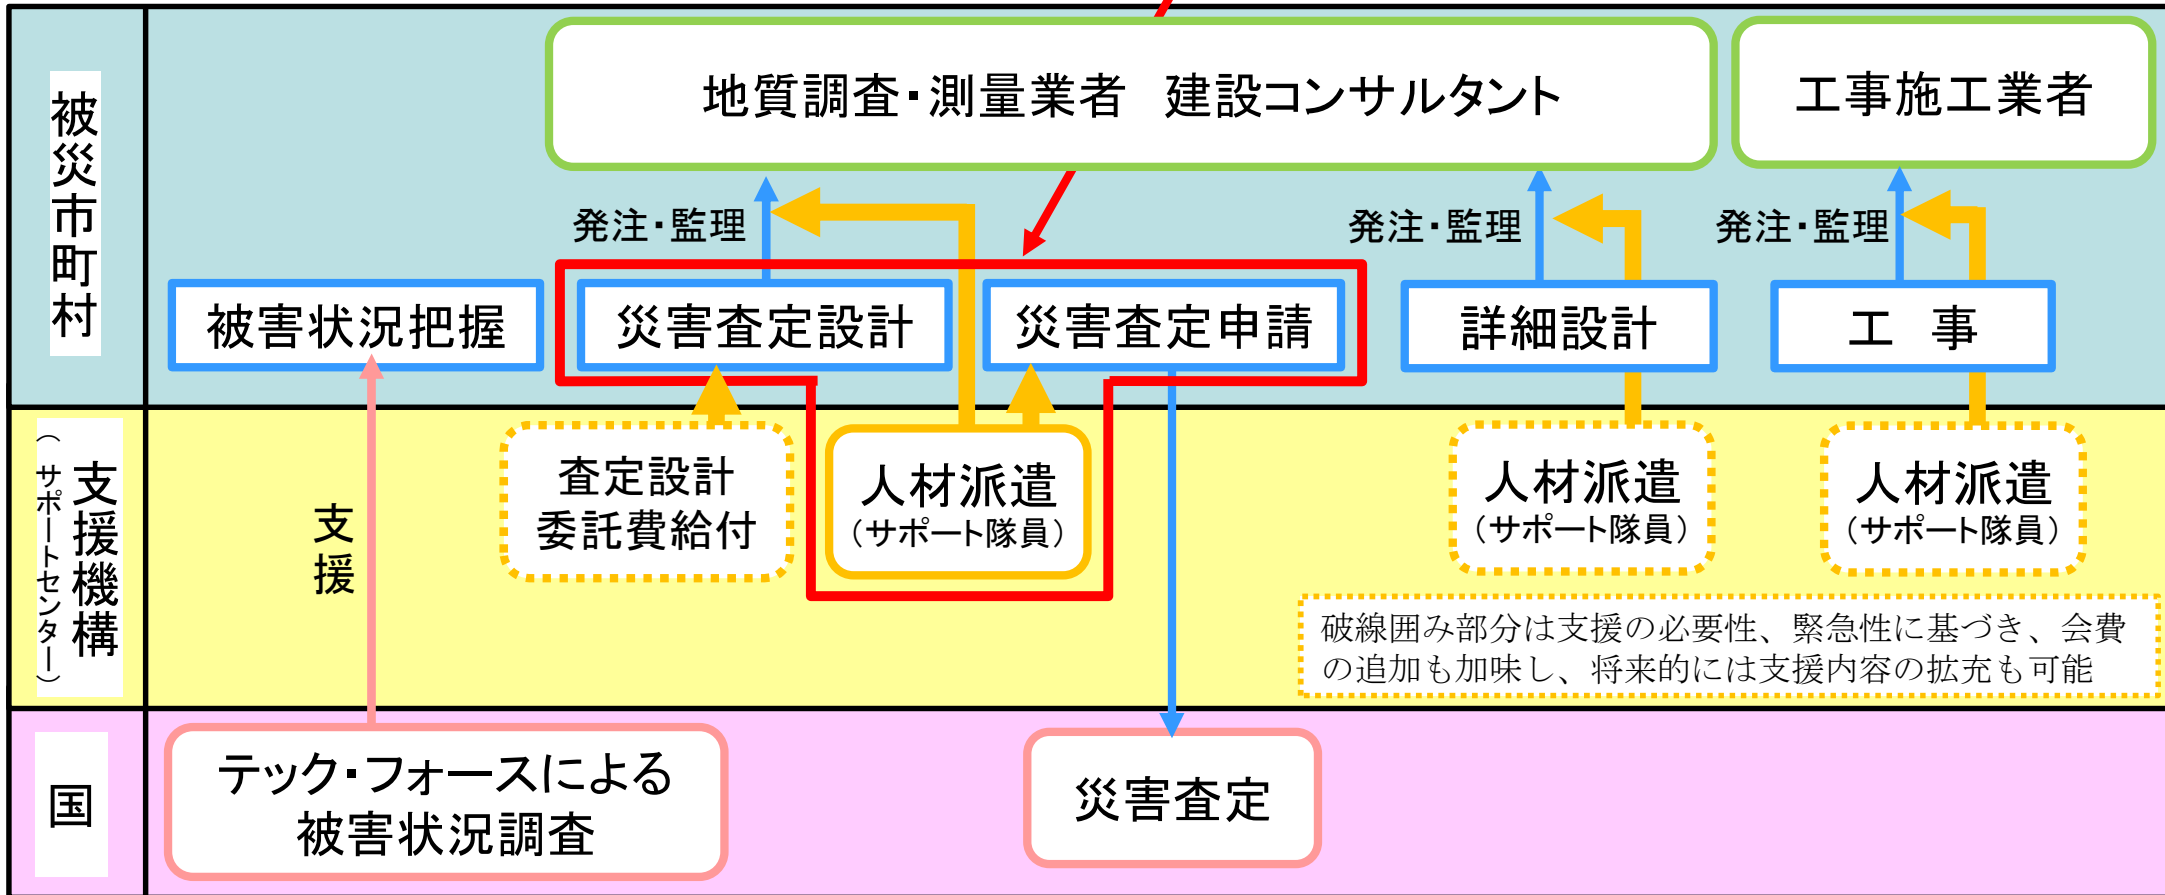 被災市町村
地質調査・測量業者　建設コンサルタント
工事施工業者
発注・監理
発注・監理
発注・監理
被害状況把握
災害査定設計
災害査定申請
詳細設計
工　事
支援機構
（サポートセンター）
支援
査定設計
委託費給付
人材派遣
（サポート隊員）
人材派遣
（サポート隊員）
人材派遣
（サポート隊員）
破線囲み部分は支援の必要性、緊急性に基づき、会費
の追加も加味し、将来的には支援内容の拡充も可能
国
テック・フォースによる
被害状況調査
災害査定